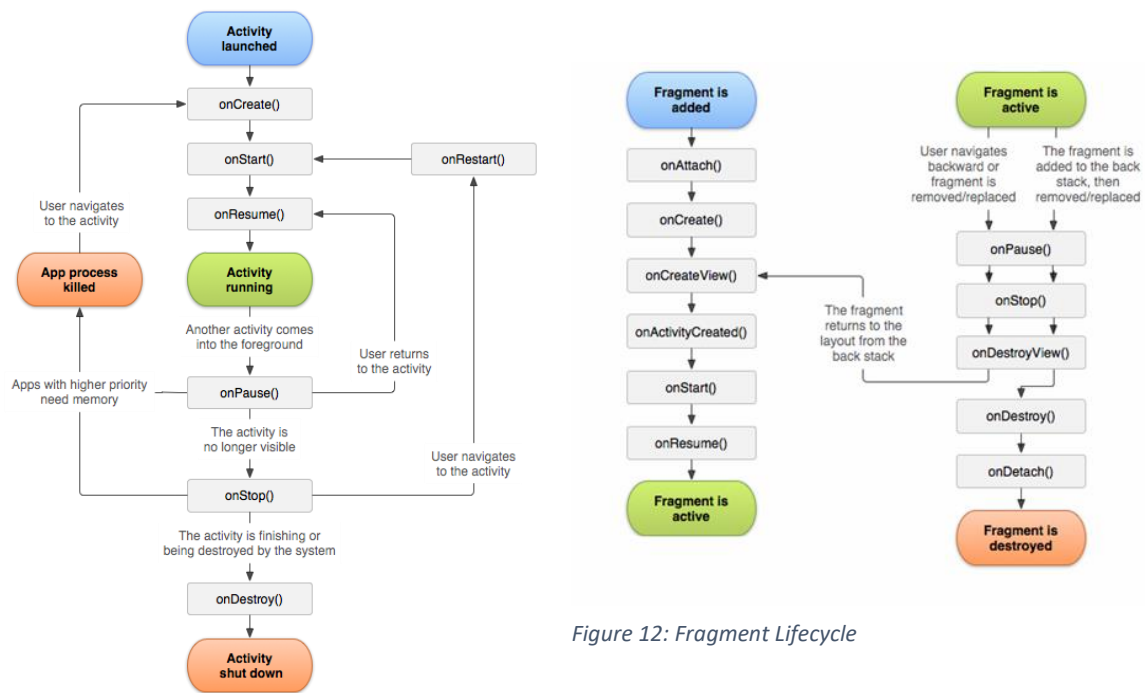 Activity
launched
onCreate()
onStart()
onRestart()
onResume()
User navigates
to the activity
App process
killed
Activity
running
Another activity comes
into the foreground
User returns
to the activity
Apps with higher priority
need memory
onPause()
The activity is
no longer visible
User navigates
to the activity
onStop()
The activity is finishing or
being destroyed by the system
onDestroy()
Activity
shut down
Fragment is
added
onAttach()
onCreate()
onCreateView()
onActivityCreated()
onStart()
onResume()
Fragment is
active
Fragment is
active
User navigates
backward or
fragment is
removed/replaced
The fragment is
added to the back
stack, then
removed/replaced
onPause()
onStop()
onDestroyView()
The fragment
returns to the
layout from the
back stack
onDestroy()
onDetach()
Fragment is
destroyed
Figure 12: Fragment Lifecycle